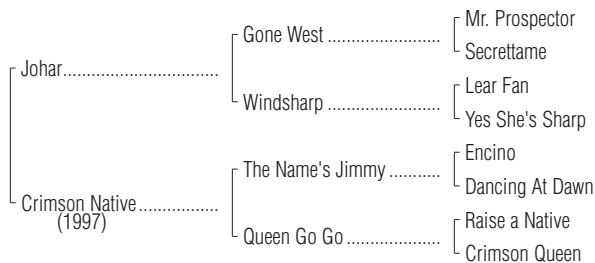 Mr. Prospector
Gone West ........................
Secrettame
Johar.................................
Lear Fan
Windsharp ........................
Yes She's Sharp
Encino
The Name's Jimmy ...........
Dancing At Dawn
Crimson Native.................
(1997)
Raise a Native
Queen Go Go ....................
Crimson Queen